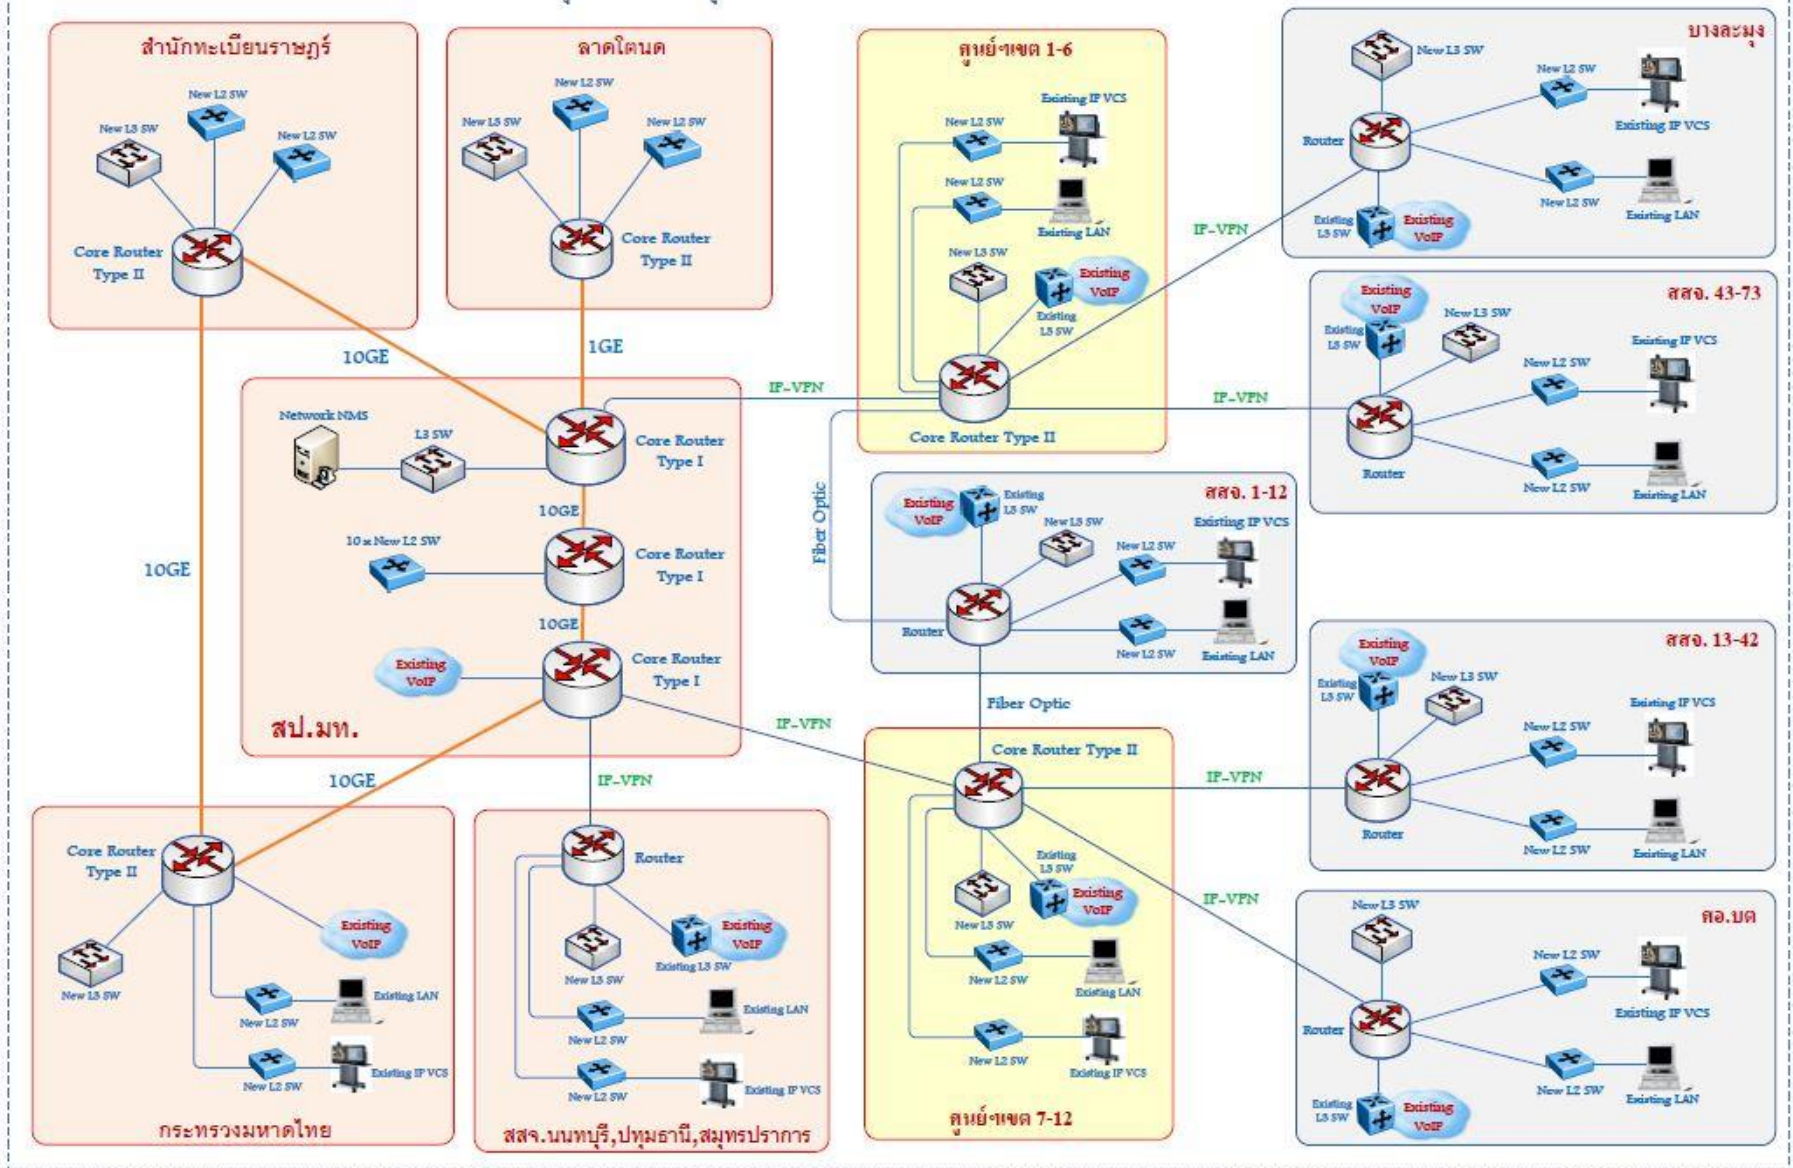 สำนักทะเบียนราษฎร์
New L2 SW
New L3 SW
New L2 SW
Core Router
Type II
ลาดโตนด
New L2 SW
New L3 SW
New L2 SW
Core Router
Type II
ศูนย์ฯเขต 1-6
Existing IP VCS
New L2 SW
New L2 SW
Existing LAN
New L3 SW
Existing
VoIP
Existing
L3 SW
Core Router Type II
บางละมุง
New L3 SW
New L2 SW
Existing IP VCS
Router
New L2 SW
Existing LAN
Existing
L3 SW
Existing
VoIP
IP-VPN
สสจ. 43-73
Existing
VoIP
Existing
L3 SW
New L3 SW
Existing IP VCS
New L2 SW
Router
New L2 SW
Existing LAN
IP-VPN
10GE
1GE
IP-VPN
Network NMS
L3 SW
Core Router
Type I
10GE
10 x New L2 SW
Core Router
Type I
10GE
Existing
VoIP
Core Router
Type I
สป.มท.
10GE
10GE
IP-VPN
IP-VPN
Fiber Optic
สสจ. 1-12
Existing
VoIP
Existing
L3 SW
New L3 SW
Existing IP VCS
New L2 SW
Router
New L2 SW
Existing LAN
Fiber Optic
สสจ. 13-42
Existing
VoIP
Existing
L3 SW
New L3 SW
Existing IP VCS
New L2 SW
Router
New L2 SW
Existing LAN
IP-VPN
Core Router
Type II
Existing
VoIP
New L3 SW
Existing LAN
New L2 SW
Existing IP VCS
New L2 SW
กระทรวงมหาดไทย
Router
Existing
VoIP
New L3 SW
Existing L3 SW
Existing LAN
New L2 SW
Existing IP VCS
New L2 SW
สสจ.นนทบุรี,ปทุมธานี,สมุทรปราการ
Core Router Type II
Existing
L3 SW
Existing
VoIP
New L3 SW
New L2 SW
Existing LAN
New L2 SW
Existing IP VCS
ศูนย์ฯเขต 7-12
IP-VPN
ศอ.บต
New L3 SW
New L2 SW
Existing IP VCS
Router
New L2 SW
Existing LAN
Existing
L3 SW
Existing
VoIP